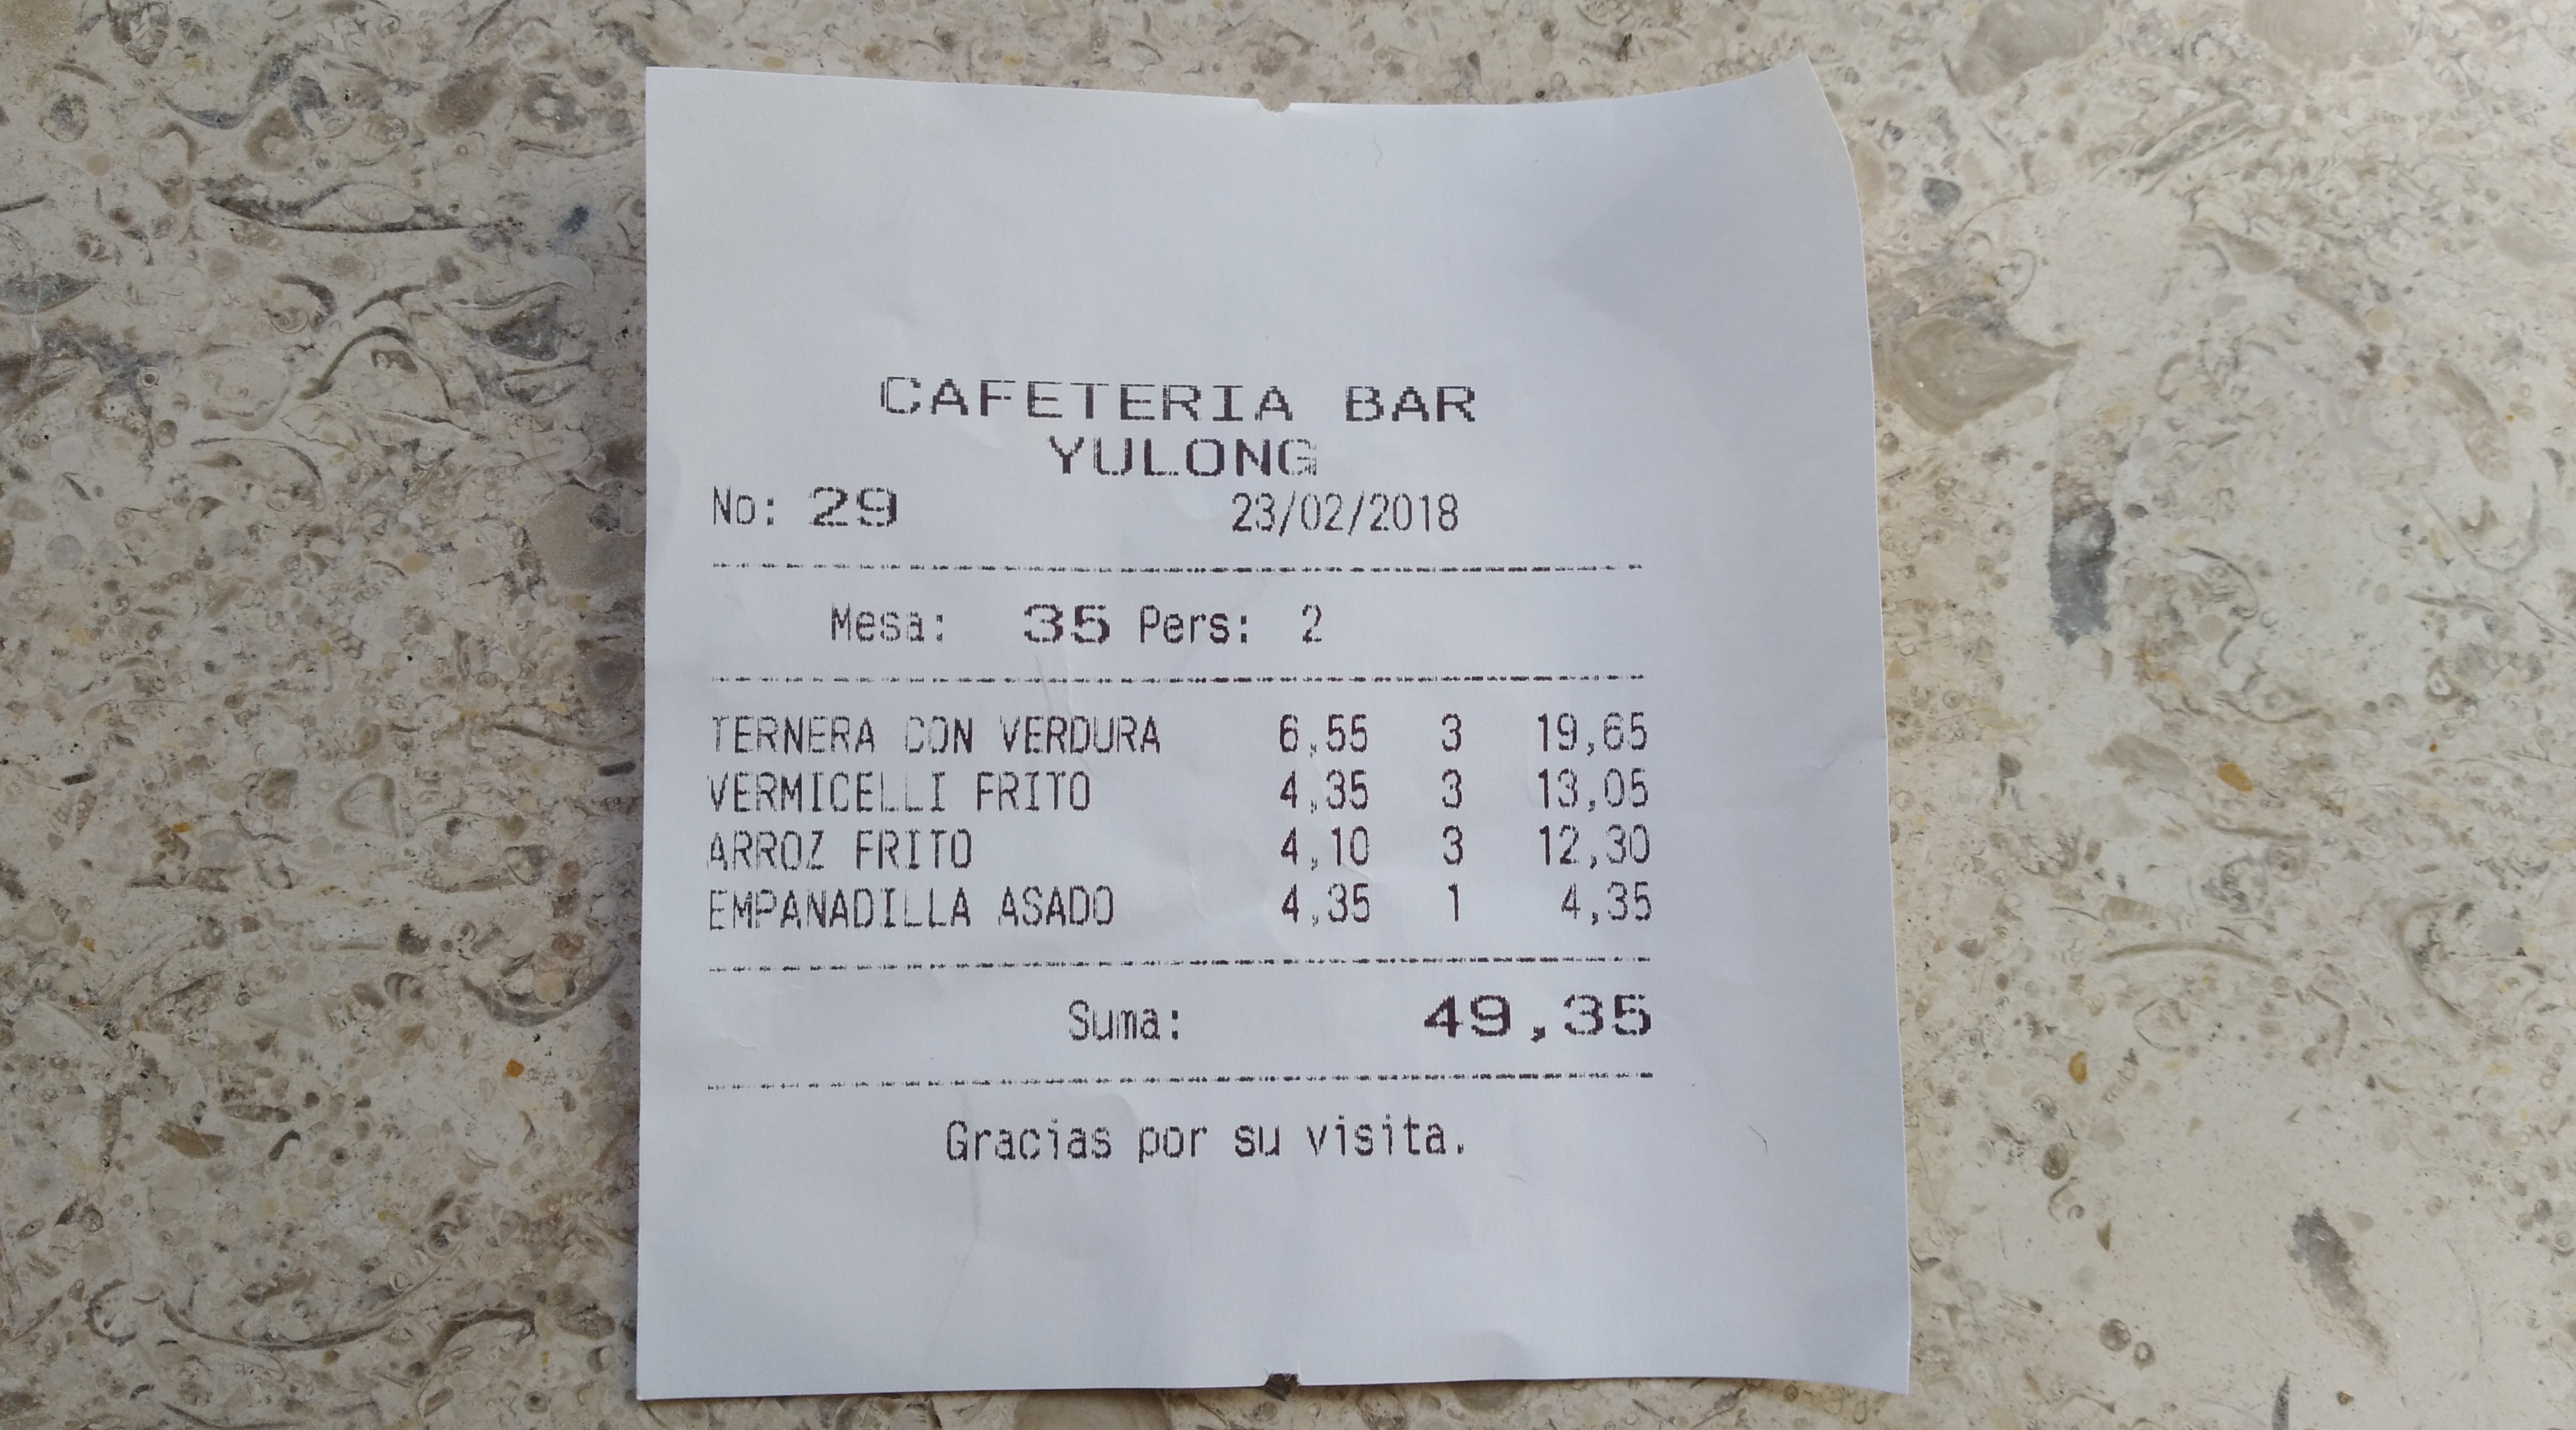 CAFETERIA BAR
YULONG
No: 29 23/02/2018
Mesa: 35 Pers: 2
TERNERA CON VERDURA 6,55 3 19,65
VERMICELLI FRITO 4,35 3 13,05
ARROZ FRITO 4,10 3 12,30
EMPANADILLA ASADO 4,35 1 4,35
Suma: 49,35
Gracias por su visita.